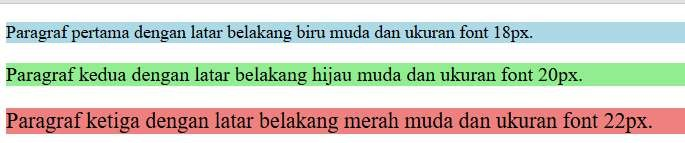 Paragraf pertama dengan latar belakang biru muda dan ukuran font 18px.
Paragraf kedua dengan latar belakang hijau muda dan ukuran font 20px.
Paragraf ketiga dengan latar belakang merah muda dan ukuran font 22px.